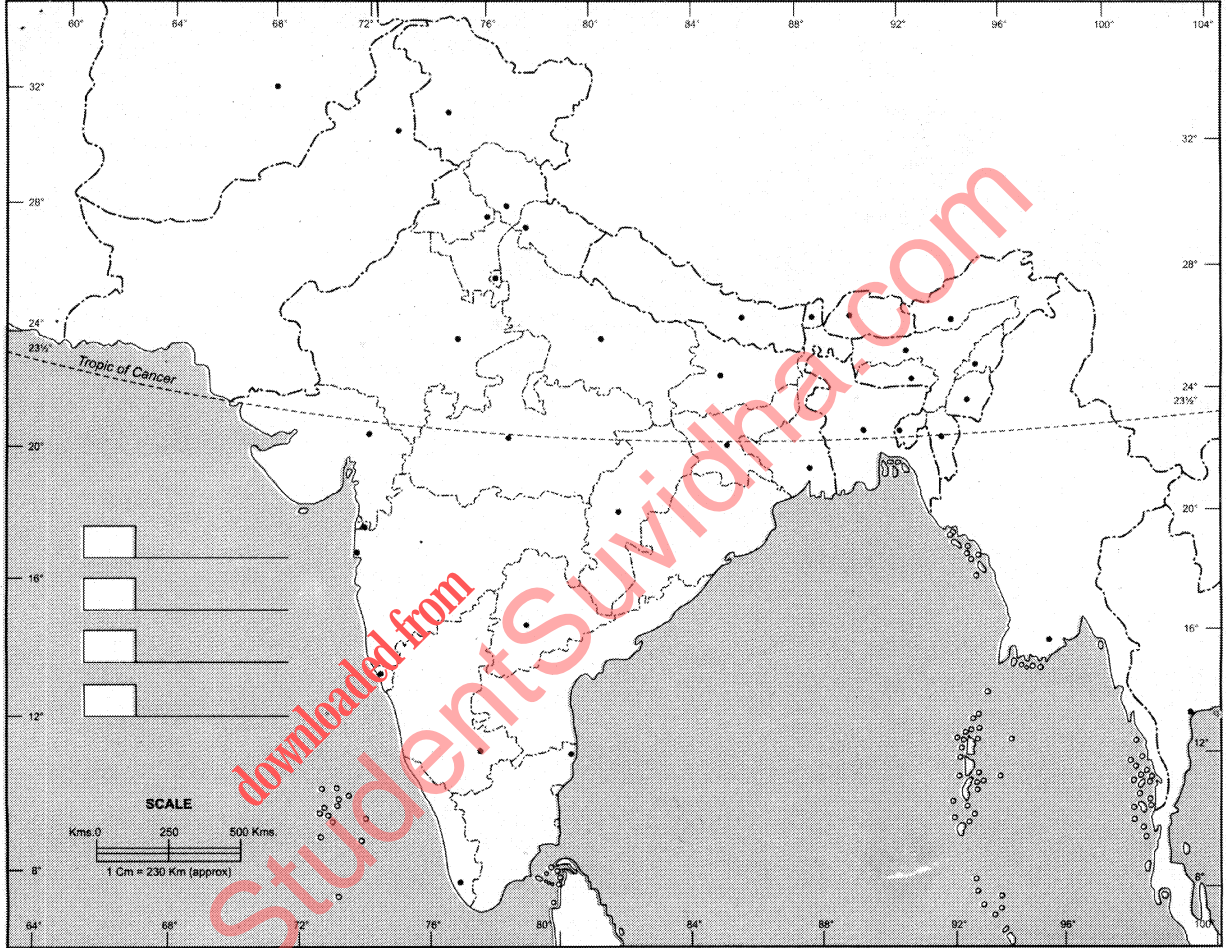 60° 64° 68° 72° 76° 80° 84° 88° 92° 96° 100° 104°
32°
32°
28°
28°
24°
23½°
Tropic of Cancer
24°
23½°
20°
20°
16°
16°
12°
12°
SCALE
Kms.0 250 500 Kms.
1 Cm = 230 Km (approx)
8°
8°
64° 72° 76° 80° 84° 88° 92° 96° 100°
downloaded from
StudentSuvidha.com